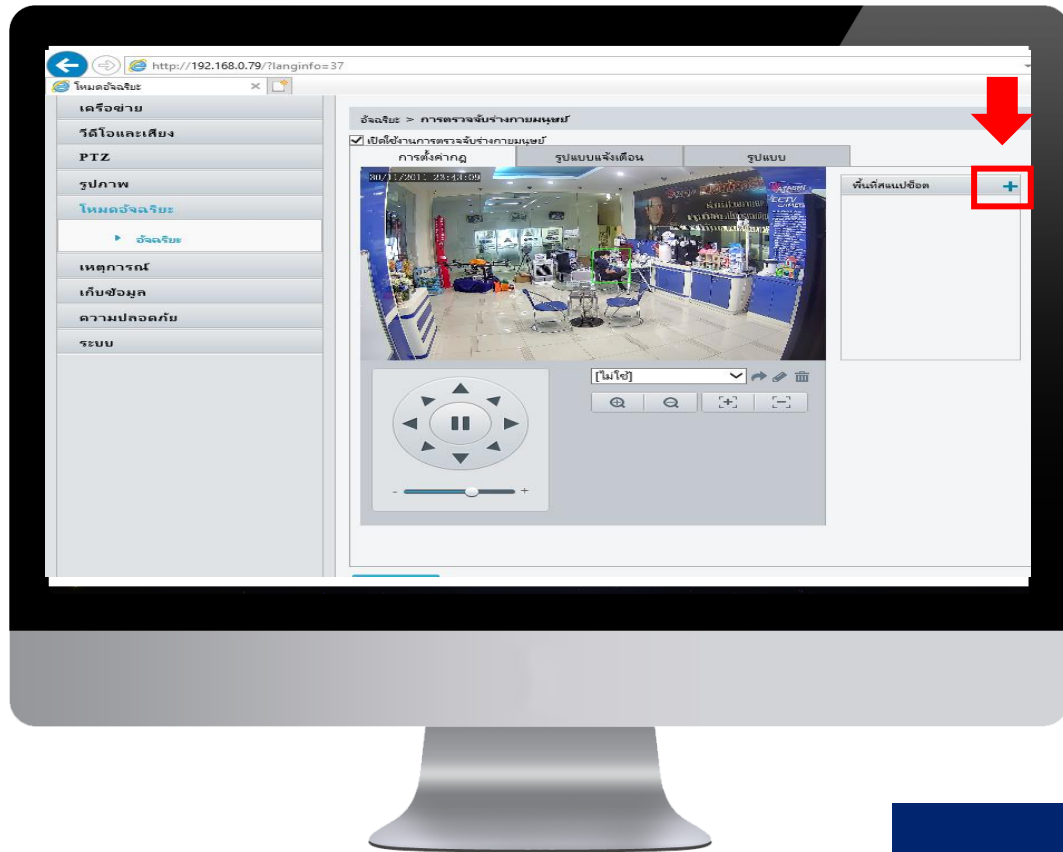 http://192.168.0.79/?langinfo=37
โหมดอัจฉริยะ
เครือข่าย
วีดีโอและเสียง
PTZ
รูปภาพ
โหมดอัจฉริยะ
อัจฉริยะ
เหตุการณ์
เก็บข้อมูล
ความปลอดภัย
ระบบ
อัจฉริยะ > การตรวจจับร่างกายมนุษย์
เปิดใช้งานการตรวจจับร่างกายมนุษย์
การตั้งค่ากฎ
รูปแบบแจ้งเตือน
รูปแบบ
30/11/2011 23:43:09
พื้นที่สแนปช็อต
[ไม่ใช้]